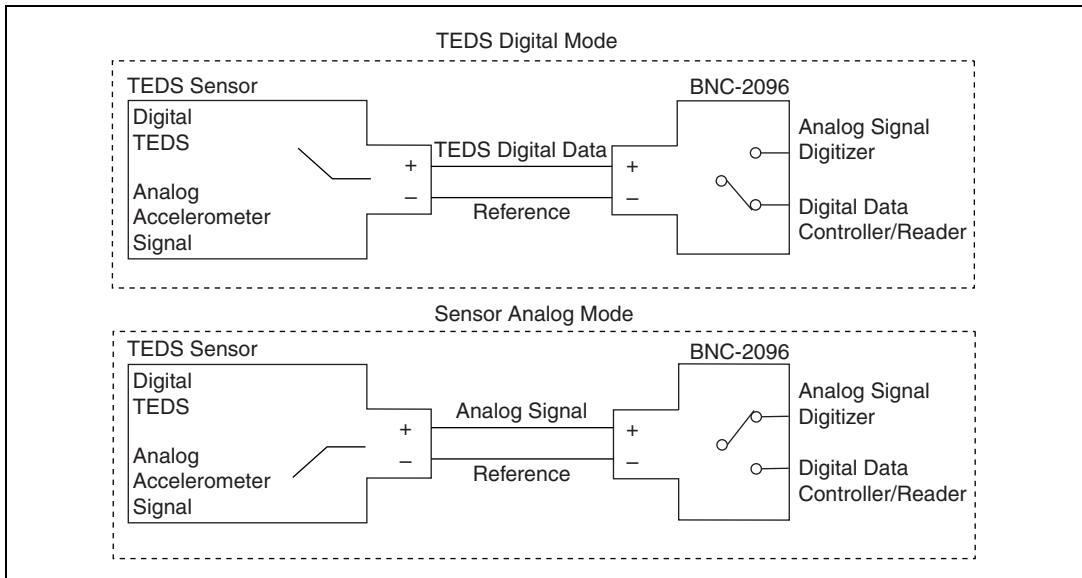 TEDS Digital Mode
TEDS Sensor
BNC-2096
Digital
TEDS
Analog
Accelerometer
Signal
+
–
TEDS Digital Data
Reference
+
–
Analog Signal
Digitizer
Digital Data
Controller/Reader
Sensor Analog Mode
TEDS Sensor
BNC-2096
Digital
TEDS
Analog
Accelerometer
Signal
+
–
Analog Signal
Reference
+
–
Analog Signal
Digitizer
Digital Data
Controller/Reader